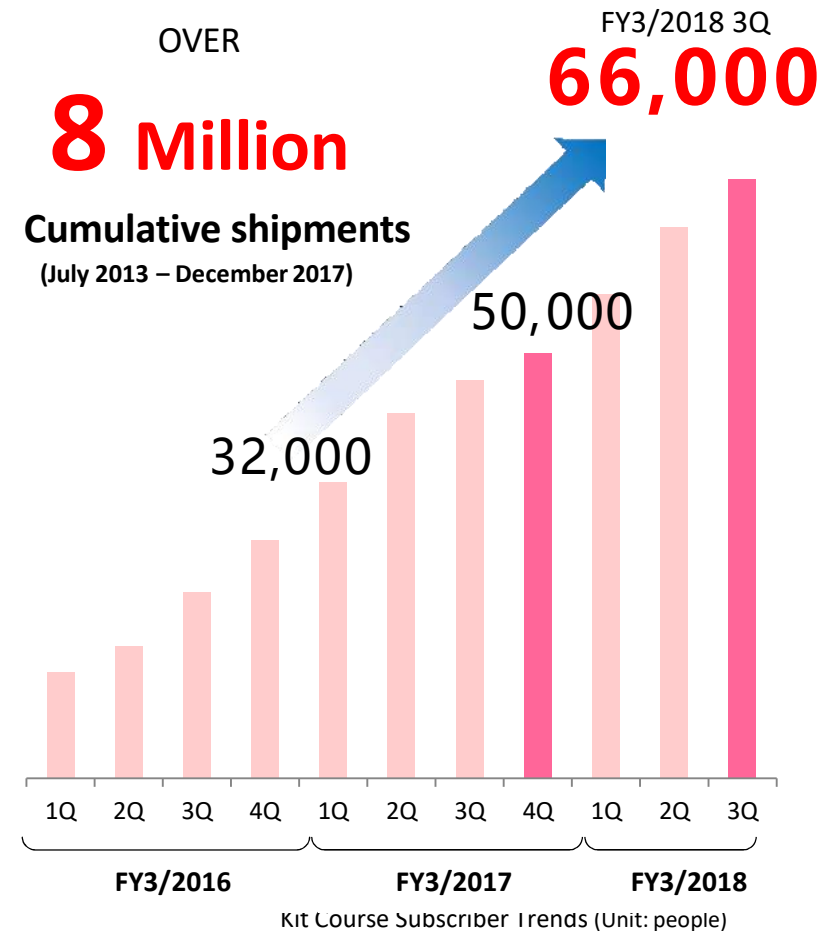 OVER
8 Million
Cumulative shipments
(July 2013 – December 2017)
FY3/2018 3Q
66,000
50,000
32,000
1Q 2Q 3Q 4Q 1Q 2Q 3Q 4Q 1Q 2Q 3Q
FY3/2016 FY3/2017 FY3/2018
Kit Course Subscriber Trends (Unit: people)